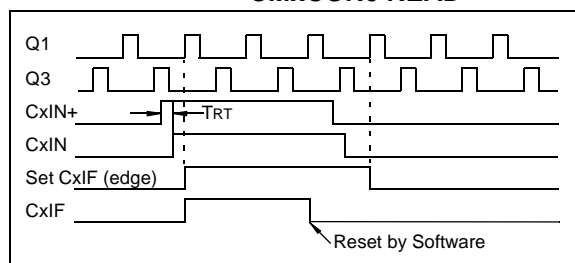 Q1
Q3
CxIN+
TRT
CxIN
Set CxIF (edge)
CxIF
Reset by Software